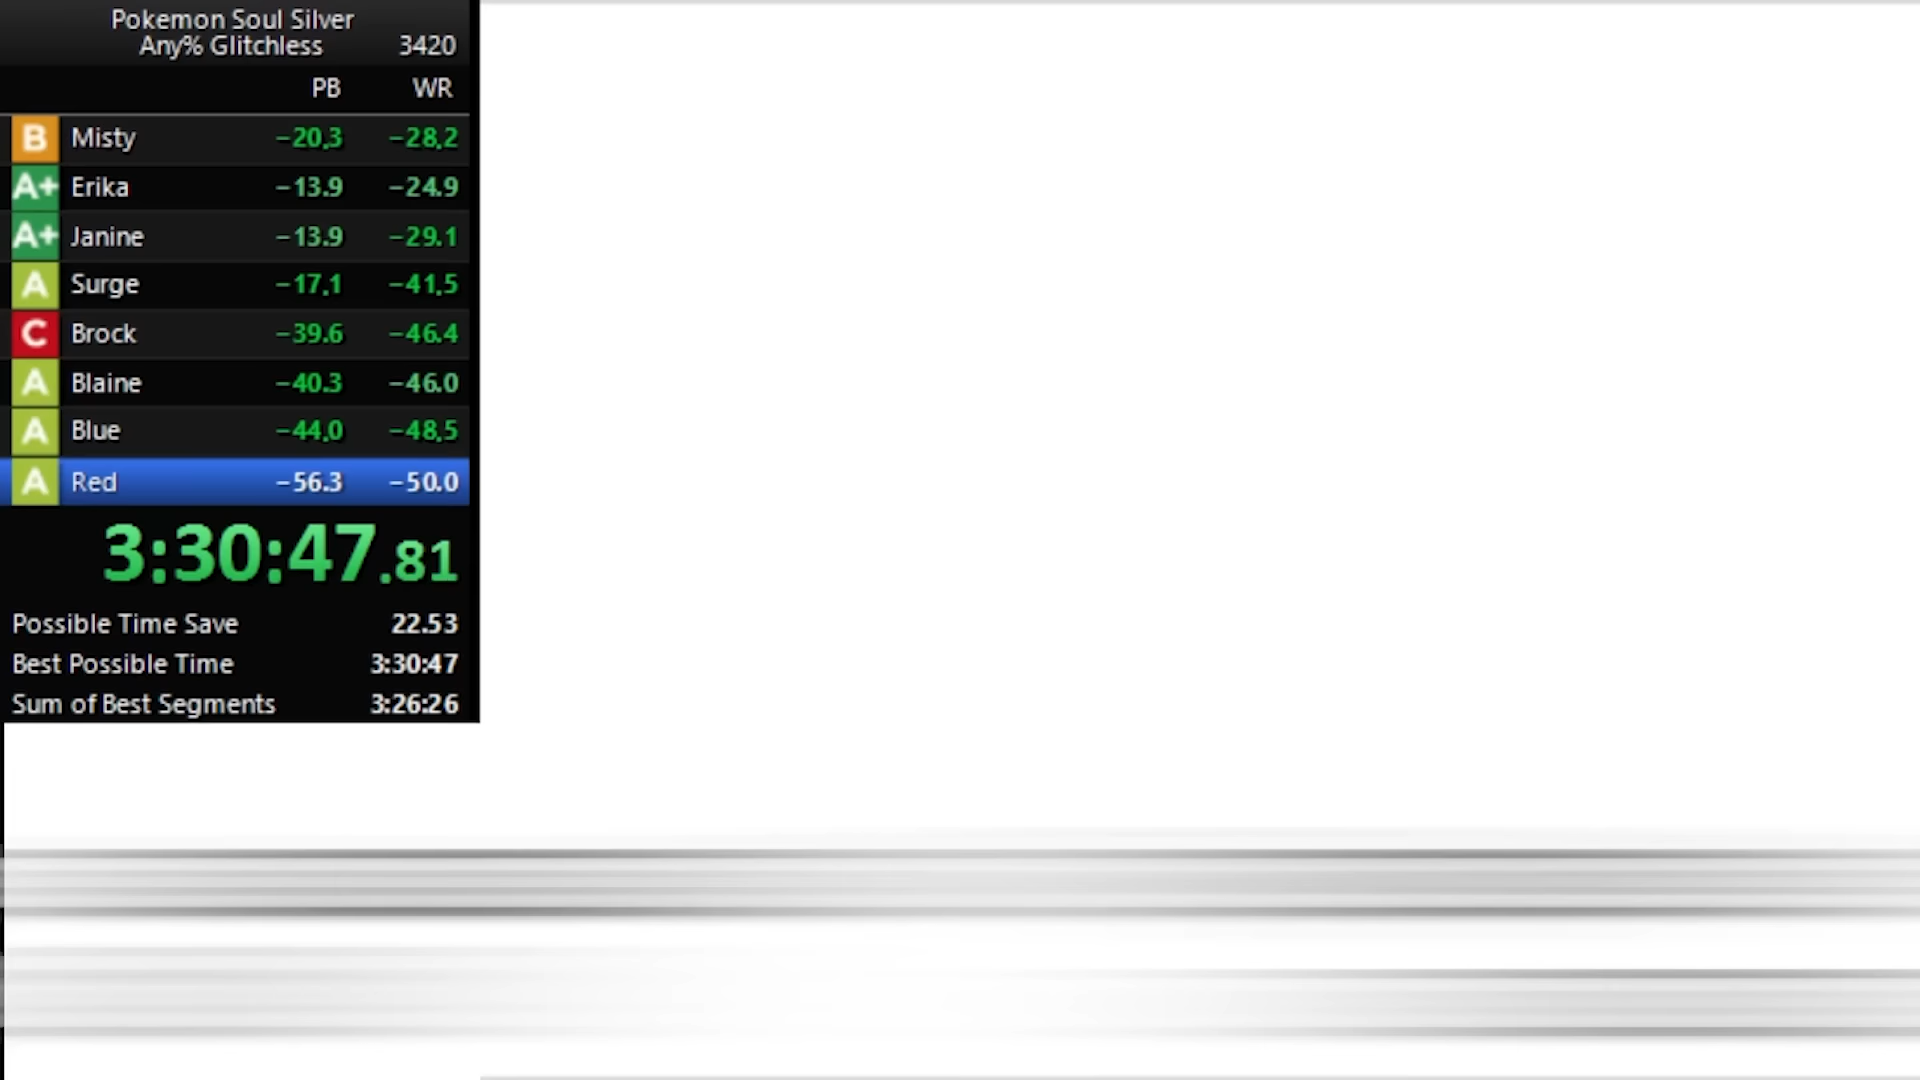 Pokemon Soul Silver
Any% Glitchless 3420
PB WR
B Misty −20.3 −28.2
A+ Erika −13.9 −24.9
A+ Janine −13.9 −29.1
A Surge −17.1 −41.5
C Brock −39.6 −46.4
A Blaine −40.3 −46.0
A Blue −44.0 −48.5
A Red −56.3 −50.0
3:30:47.81
Possible Time Save 22.53
Best Possible Time 3:30:47
Sum of Best Segments 3:26:26